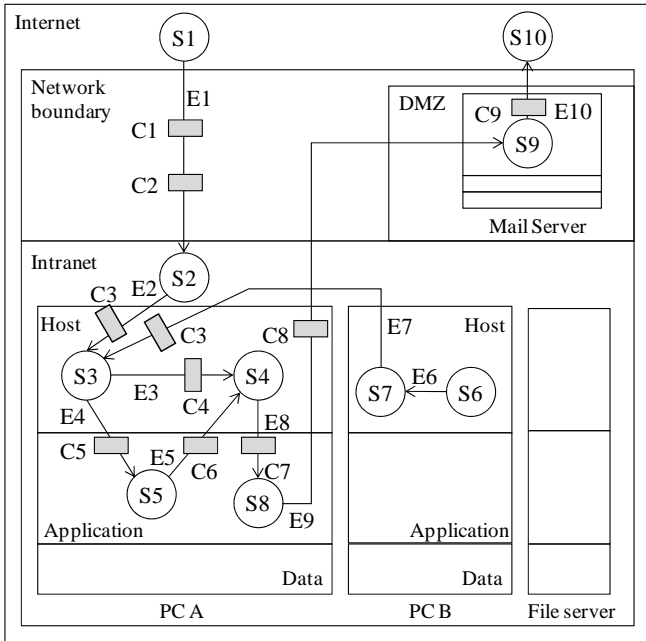 Internet
S1
S10
Network
boundary
E1
DMZ
C9
E10
C1
S9
C2
Mail Server
Intranet
S2
C3
E2
Host
C3
C8
E7
Host
S3
S4
S7
E6
S6
E3
C4
E4
E8
C5
E5
C6
C7
S5
S8
E9
Application
Application
Data
Data
PC A
PC B
File server